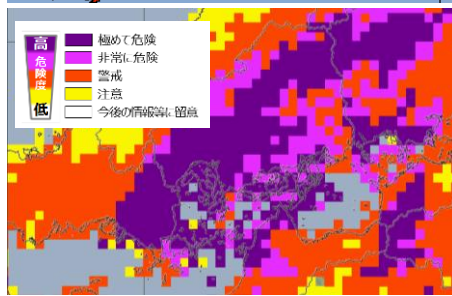 高
危険度
低
極めて危険
非常に危険
警戒
注意
今後の情報等に留意